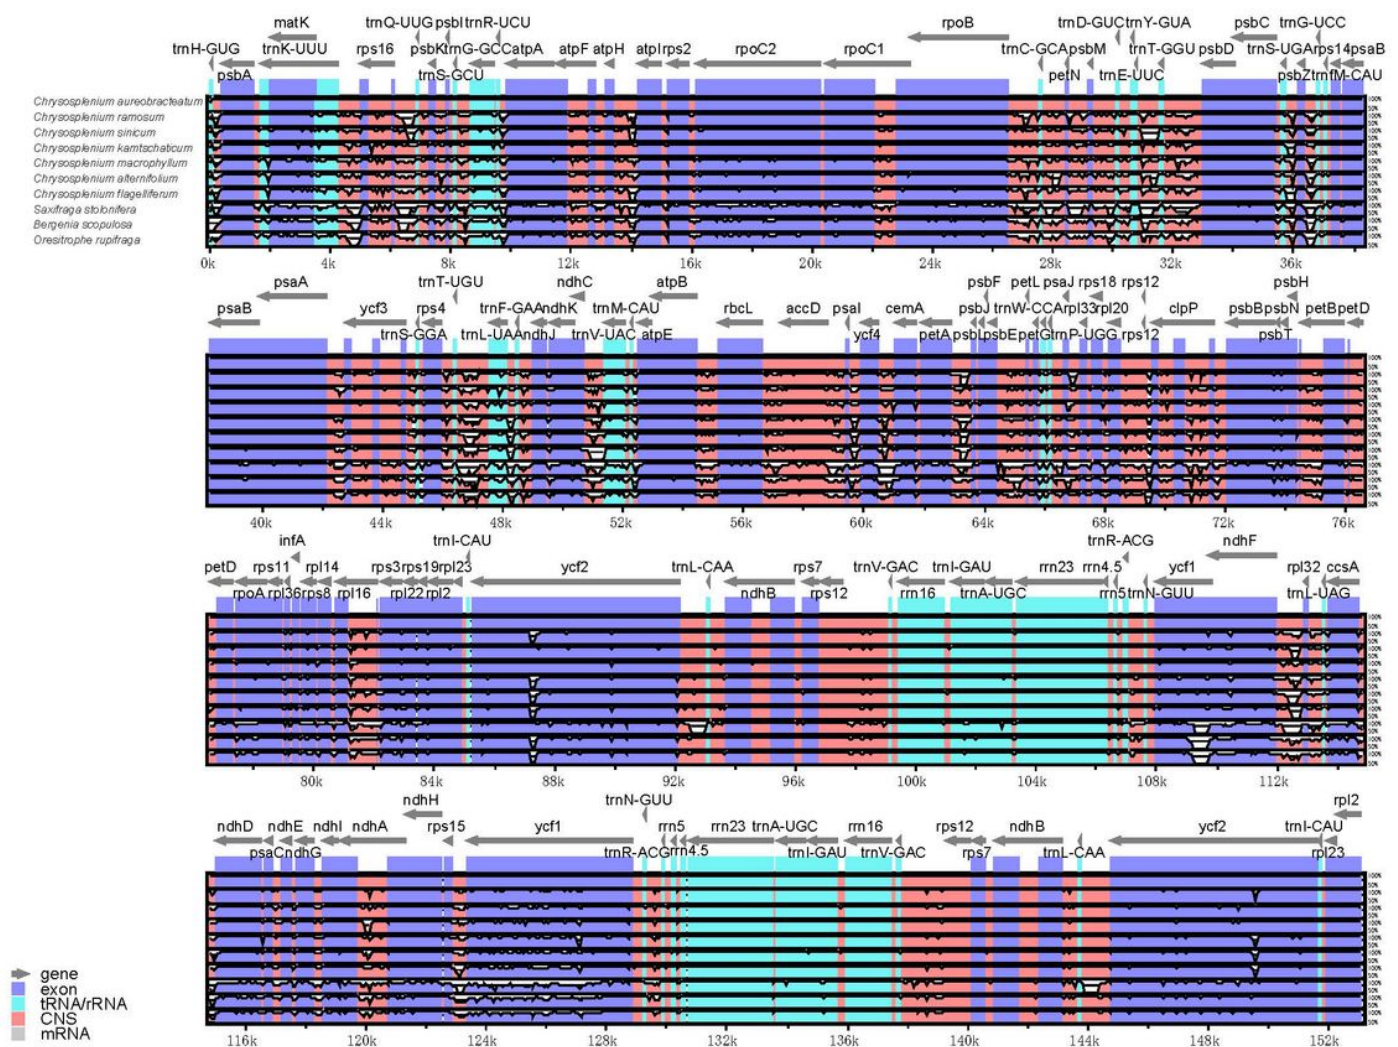 matK trnQ-UUG psbI trnR-UCU rpoB trnD-GUC trnY-GUA psbC trnG-UCC
trnH-GUG trnK-UUU rps16 psbK trnG-GCC atpA atpF atpH atpI rps2 rpoC2 rpoC1 trnC-GCA psbM trnT-GGU psbD trnS-UGA rps14 psaB
psbA trnS-GCU petN trnE-UUC psbZ trnfM-CAU
Chrysosplenium aureobracteatum
Chrysosplenium ramosum
Chrysosplenium sinicum
Chrysosplenium kamtschaticum
Chrysosplenium macrophyllum
Chrysosplenium alternifolium
Chrysosplenium flagelliferum
Saxifraga stolonifera
Bergenia scopulosa
Oresitrophe rupifraga
0k 4k 8k 12k 16k 20k 24k 28k 32k 36k
psaA trnT-UGU ndhC atpB psbF petL psaJ rps18 rps12 psbH
psaB ycf3 rps4 trnF-GAA ndhK trnM-CAU rbcL accD psaI cemA psbJ trnW-CCA rpl33 rpl20 clpP psbB psbN petB petD
trnS-GGA trnL-UAA ndhJ trnV-UAC atpE ycf4 petA psbL psbE petG trnP-UGG rps12 psbT
40k 44k 48k 52k 56k 60k 64k 68k 72k 76k
infA trnI-CAU trnR-ACG ndhF
petD rps11 rpl14 rps3 rps19 rpl23 ycf2 trnL-CAA rps7 trnV-GAC trnI-GAU rrn23 rrn4.5 ycf1 rpl32 ccsA
rpoA rpl36 rps8 rpl16 rpl22 rpl2 ndhB rps12 rrn16 trnA-UGC rrn5 trnN-GUU trnL-UAG
80k 84k 88k 92k 96k 100k 104k 108k 112k
ndhH trnN-GUU rpl2
ndhD ndhE ndhI ndhA rps15 ycf1 rrn5 rrn23 trnA-UGC rrn16 rps12 ndhB ycf2 trnI-CAU
psaC ndhG trnR-ACG rrn4.5 trnI-GAU trnV-GAC rps7 trnL-CAA rpl23
116k 120k 124k 128k 132k 136k 140k 144k 148k 152k
gene
exon
tRNA/rRNA
CNS
mRNA